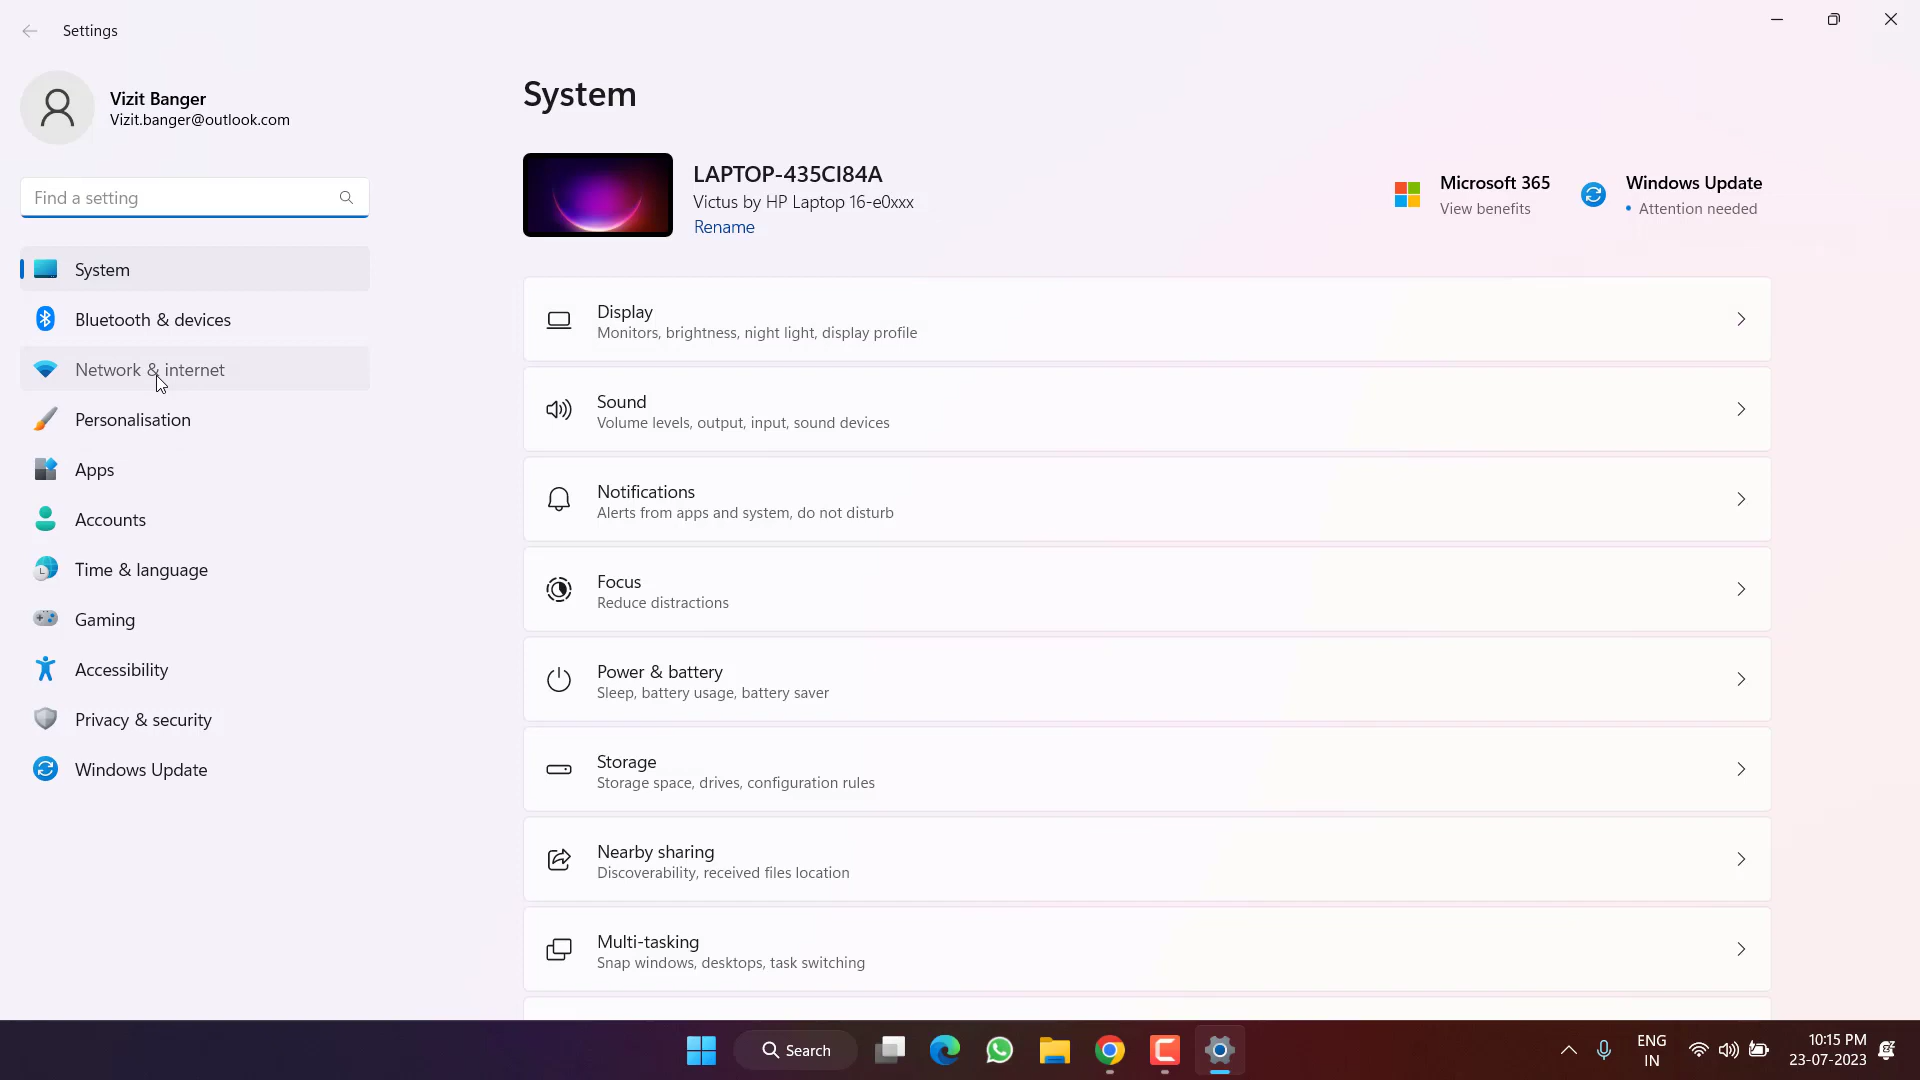 Settings
Vizit Banger
Vizit.banger@outlook.com
Find a setting
System
Bluetooth & devices
Network & internet
Personalisation
Apps
Accounts
Time & language
Gaming
Accessibility
Privacy & security
Windows Update
System
LAPTOP-435CI84A
Victus by HP Laptop 16-e0xxx
Rename
Microsoft 365
View benefits
Windows Update
• Attention needed
Display
Monitors, brightness, night light, display profile
Sound
Volume levels, output, input, sound devices
Notifications
Alerts from apps and system, do not disturb
Focus
Reduce distractions
Power & battery
Sleep, battery usage, battery saver
Storage
Storage space, drives, configuration rules
Nearby sharing
Discoverability, received files location
Multi-tasking
Snap windows, desktops, task switching
Search
ENG
IN
10:15 PM
23-07-2023